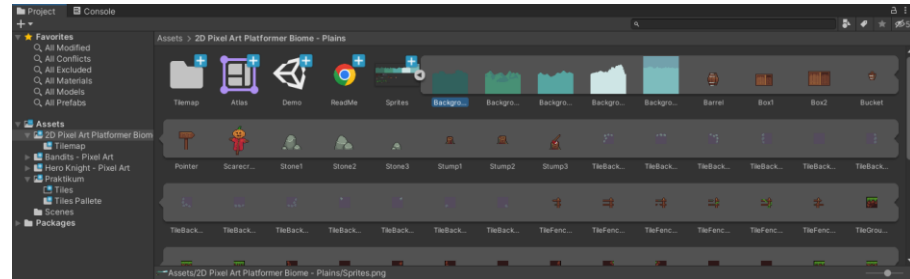 Project
Console
Favorites
All Modified
All Conflicts
All Excluded
All Materials
All Models
All Prefabs
Assets
2D Pixel Art Platformer Biom
Tilemap
Bandits - Pixel Art
Hero Knight - Pixel Art
Praktikum
Tiles
Tiles Pallete
Scenes
Packages
Assets > 2D Pixel Art Platformer Biome - Plains
Tilemap Atlas Demo ReadMe Sprites Backgro... Backgro... Backgro... Backgro... Backgro... Barrel Box1 Box2 Bucket
Pointer Scarecr... Stone1 Stone2 Stone3 Stump1 Stump2 Stump3 TileBack... TileBack... TileBack... TileBack... TileBack... TileBack...
TileBack... TileBack... TileBack... TileBack... TileBack... TileBack... TileBack... TileFenc... TileFenc... TileFenc... TileFenc... TileFenc... TileFenc... TileGrou...
Assets/2D Pixel Art Platformer Biome - Plains/Sprites.png